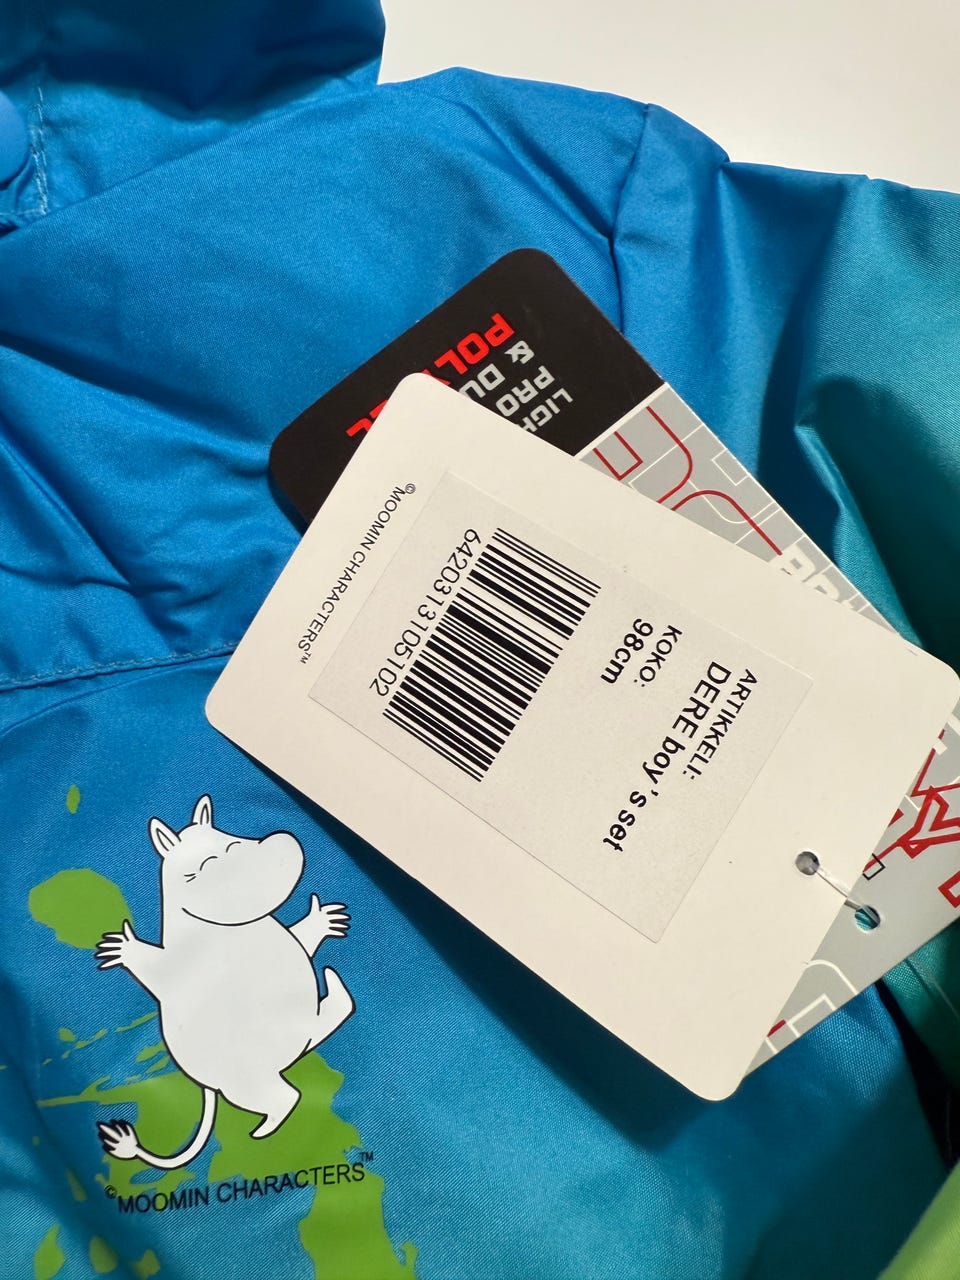 ARTIKKELI:
DERE boy's set
KOKO:
98cm
6420313105102
©MOOMIN CHARACTERS™
&
©MOOMIN CHARACTERS™